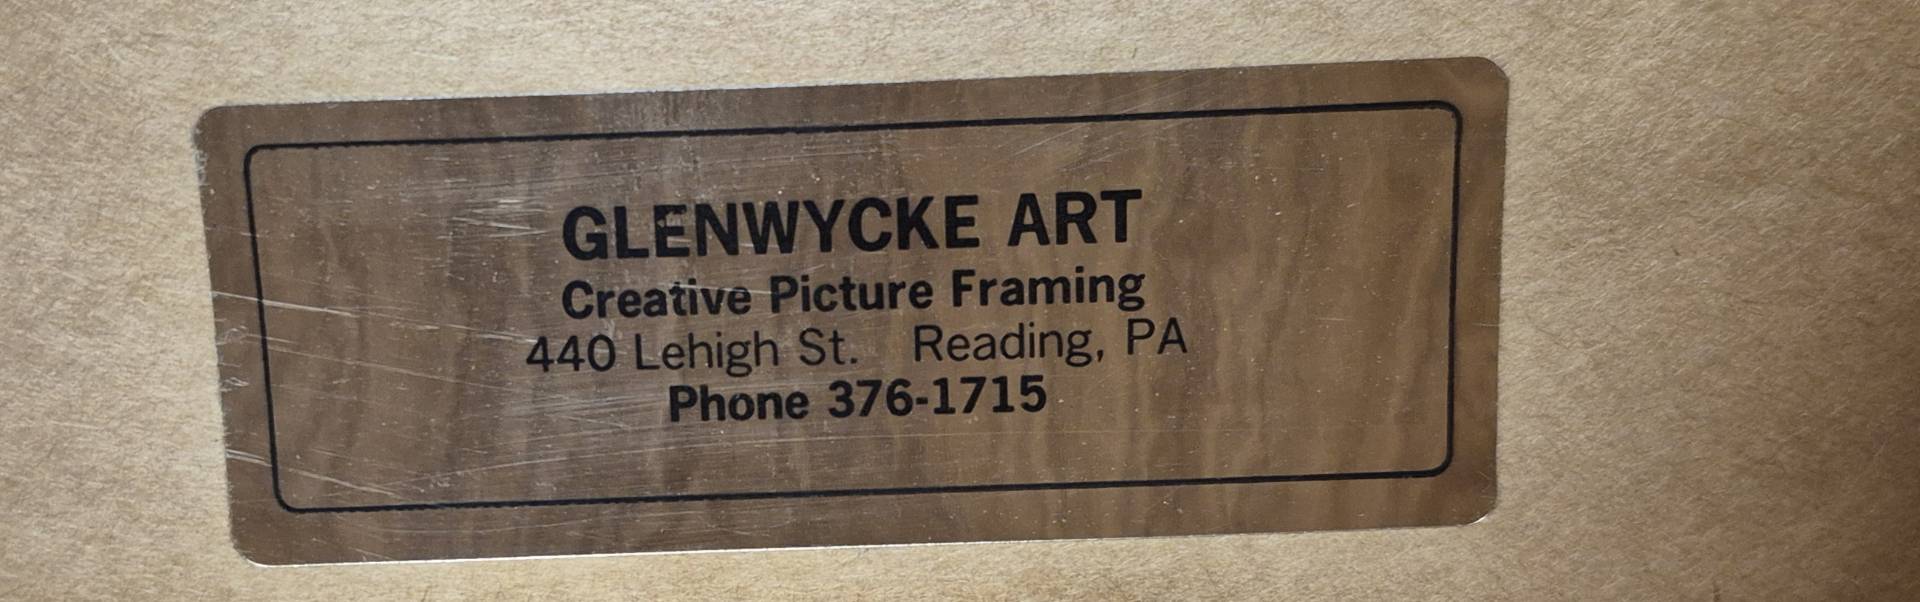 GLENWYCKE ART
Creative Picture Framing
440 Lehigh St. Reading, PA
Phone 376-1715